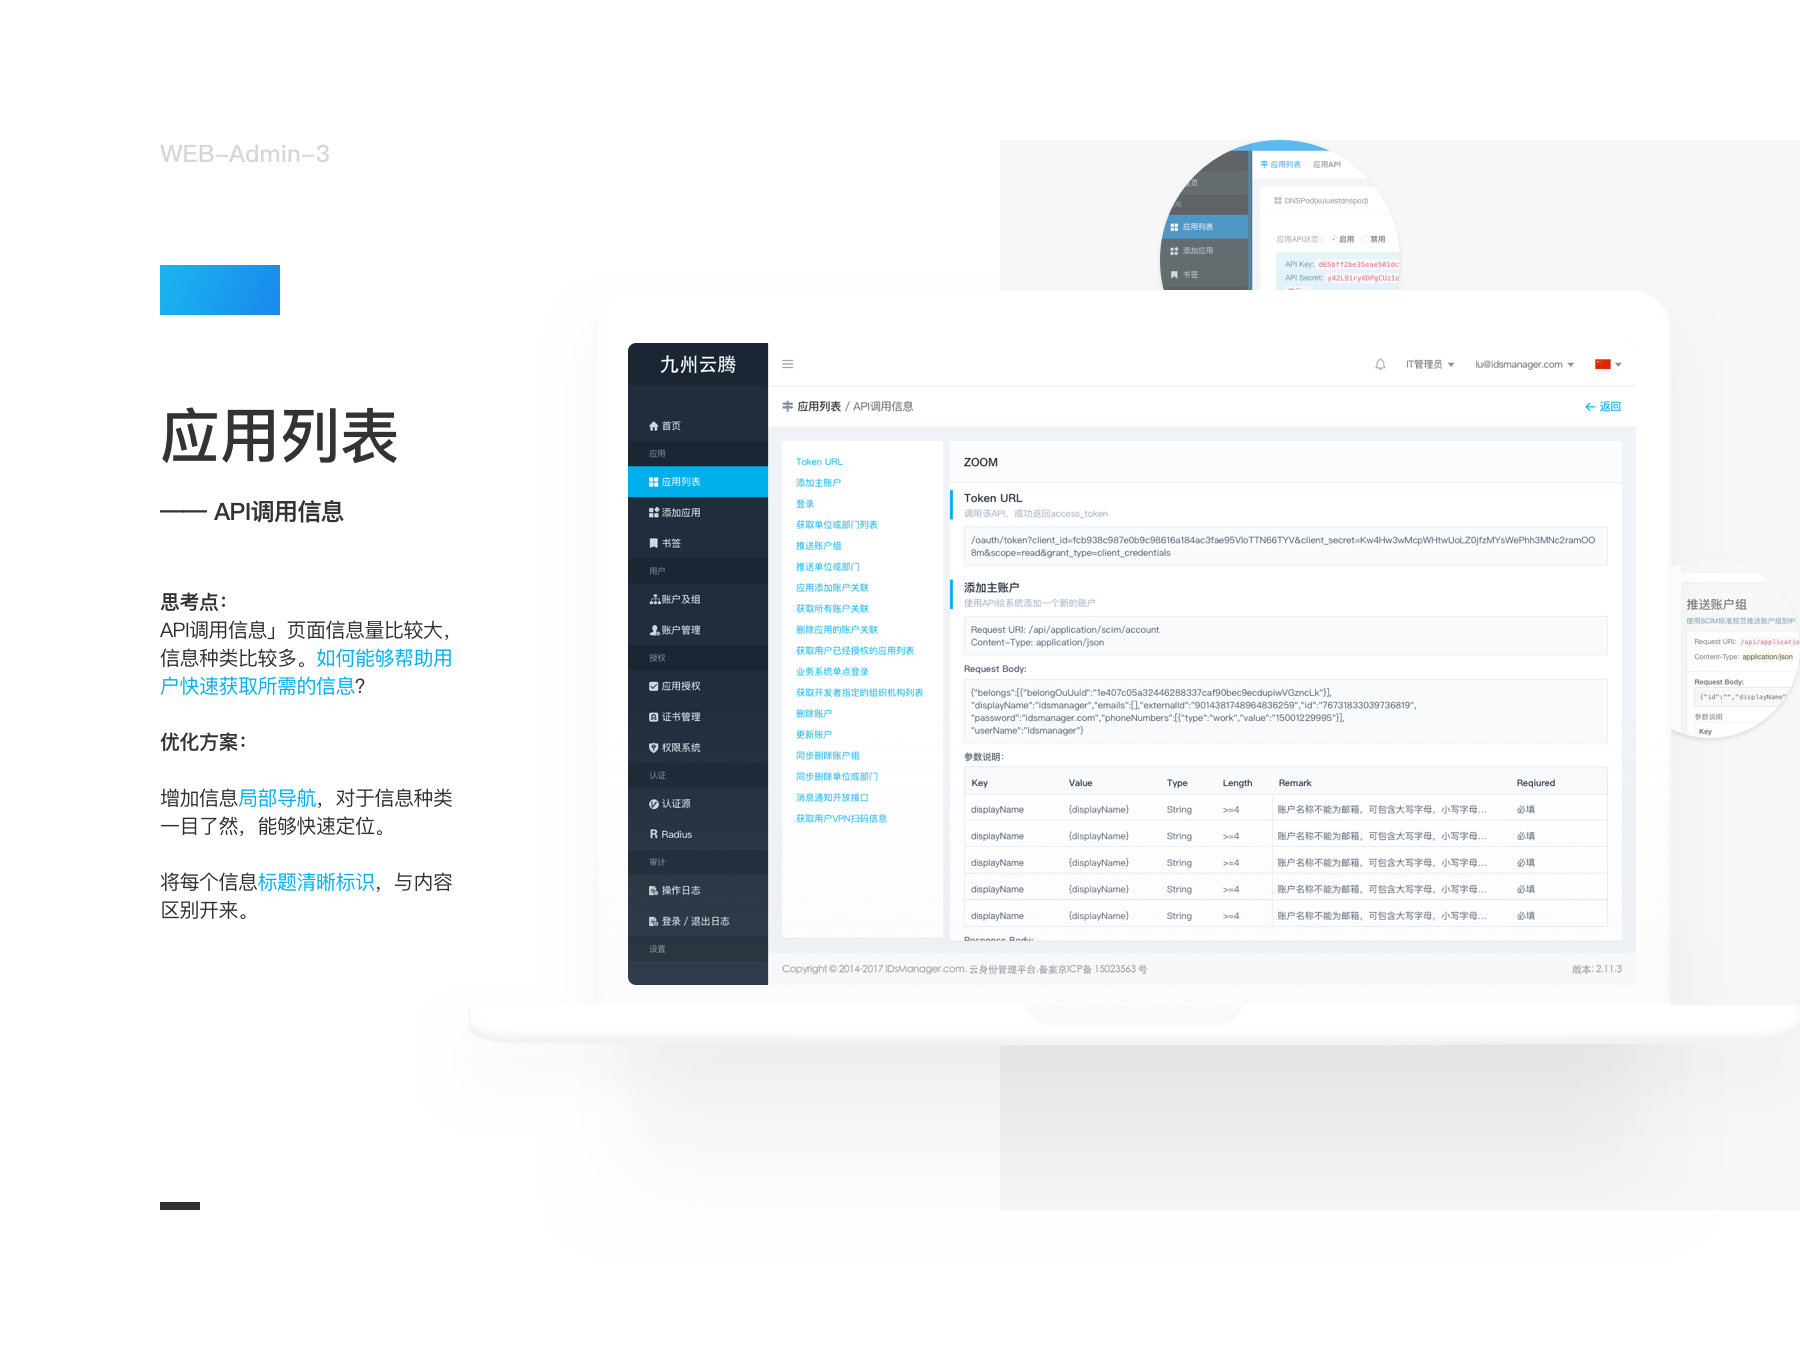 WEB-Admin-3
应用列表
—— API调用信息
思考点：
API调用信息」页面信息量比较大，
信息种类比较多。如何能够帮助用
户快速获取所需的信息？
优化方案：
增加信息局部导航，对于信息种类
一目了然，能够快速定位。
将每个信息标题清晰标识，与内容
区别开来。
应用列表 / 应用API
DNSPod(xuluestdnspod)
应用列表
添加应用
书签
应用API状态： 启用 禁用
API Key: d65bff2be35eae501dc
API Secret: y42L91ryXDPgCUz1o
九州云腾
IT管理员
lu@idsmanager.com
应用列表 / API调用信息
返回
首页
应用
应用列表
添加应用
书签
用户
账户及组
账户管理
授权
应用授权
证书管理
权限系统
认证
认证源
Radius
审计
操作日志
登录 / 退出日志
设置
Token URL
添加主账户
登录
获取单位或部门列表
推送账户组
推送单位或部门
应用添加账户关联
获取所有账户关联
删除应用的账户关联
获取用户已经授权的应用列表
业务系统单点登录
获取开发者指定的组织机构列表
删除账户
更新账户
同步删除账户组
同步删除单位或部门
消息通知开放接口
获取用户VPN扫码信息
ZOOM
Token URL
调用该API，成功返回access_token
/oauth/token?client_id=fcb938c987e0b9c98616a184ac3fae95VIoTTN66TYV&client_secret=Kw4Hw3wMcpWHtwUoLZ0jfzMYsWePhh3MNc2ramOO
8m&scope=read&grant_type=client_credentials
添加主账户
使用API给系统添加一个新的账户
Request URI: /api/application/scim/account
Content-Type: application/json
Request Body:
{"belongs":[{"belongOuUuid":"1e407c05a32446288337caf90bec9ecdupiwVGzncLk"}],
"displayName":"idsmanager","emails":[],"externalId":"9014381748964836259","id":"76731833039736819",
"password":"idsmanager.com","phoneNumbers":[{"type":"work","value":"15001229995"}],
"userName":"Idsmanager"}
参数说明：
Key Value Type Length Remark Reqiured
displayName {displayName} String >=4 账户名称不能为邮箱，可包含大写字母，小写字母... 必填
displayName {displayName} String >=4 账户名称不能为邮箱，可包含大写字母，小写字母... 必填
displayName {displayName} String >=4 账户名称不能为邮箱，可包含大写字母，小写字母... 必填
displayName {displayName} String >=4 账户名称不能为邮箱，可包含大写字母，小写字母... 必填
displayName {displayName} String >=4 账户名称不能为邮箱，可包含大写字母，小写字母... 必填
Response Body:
Copyright © 2014-2017 IDsManager.com. 云身份管理平台.备案京ICP备 15023563 号
版本: 2.11.3
推送账户组
使用SCIM标准规范推送账户组到IP-
Request URI: /api/applicatio
Content-Type: application/json
Request Body:
{"id":"","displayName"
参数说明
Key